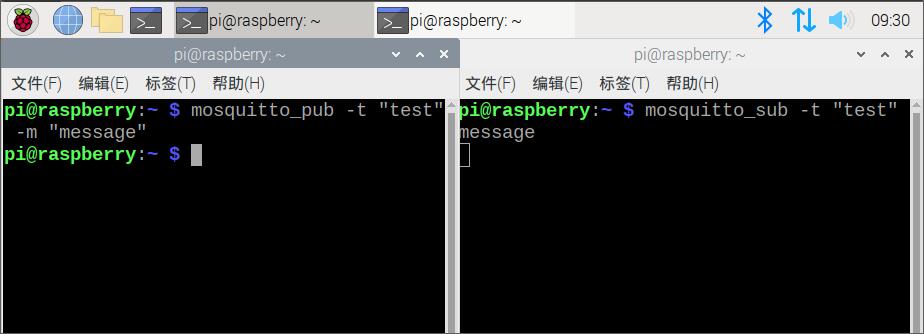 pi@raspberry: ~
pi@raspberry: ~
09:30
pi@raspberry: ~
文件(F) 编辑(E) 标签(T) 帮助(H)
pi@raspberry:~ $ mosquitto_pub -t "test"
-m "message"
pi@raspberry:~ $
pi@raspberry: ~
文件(F) 编辑(E) 标签(T) 帮助(H)
pi@raspberry:~ $ mosquitto_sub -t "test"
message